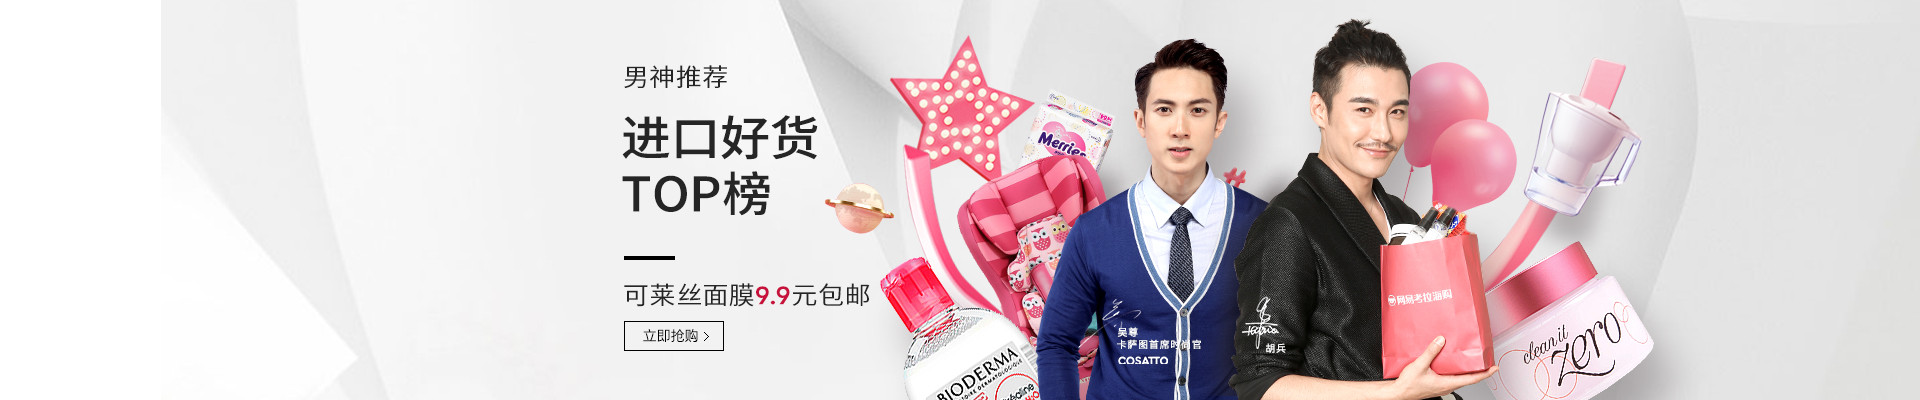 男神推荐
进口好货
TOP榜
可莱丝面膜9.9元包邮
立即抢购
Merries
吴尊
卡萨图首席时尚官
COSATTO
胡兵
网易考拉海购
BIODERMA
clean it
zero